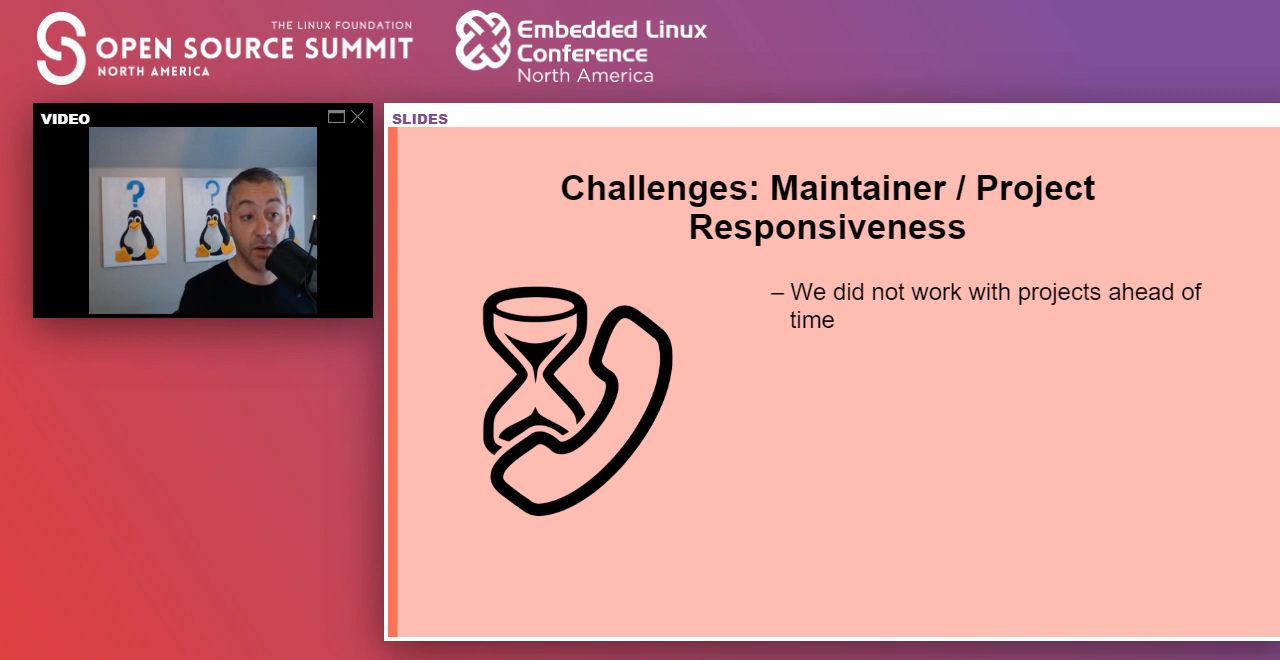 THE LINUX FOUNDATION
OPEN SOURCE SUMMIT
NORTH AMERICA
Embedded Linux
Conference
North America
VIDEO
SLIDES
?
?
Challenges: Maintainer / Project
Responsiveness
– We did not work with projects ahead of
time